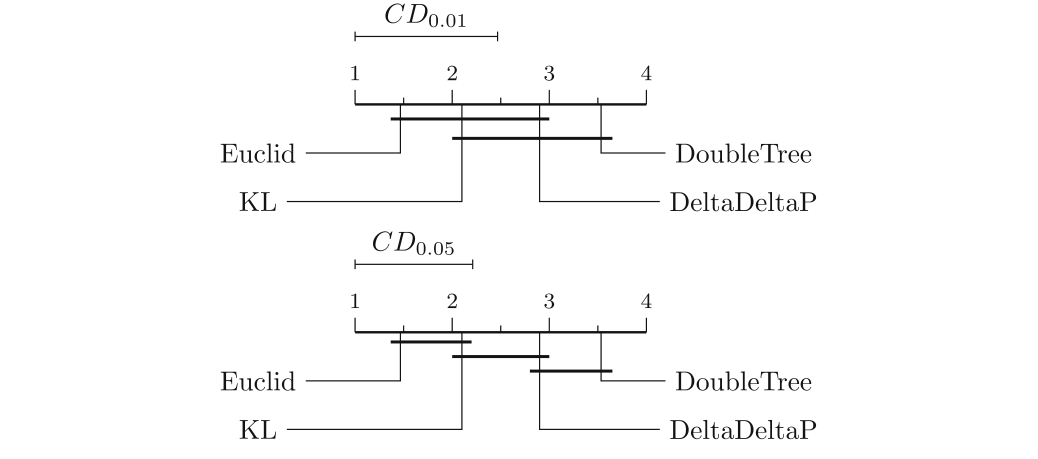 CD0.01
1 2 3 4
Euclid DoubleTree
KL DeltaDeltaP
CD0.05
1 2 3 4
Euclid DoubleTree
KL DeltaDeltaP